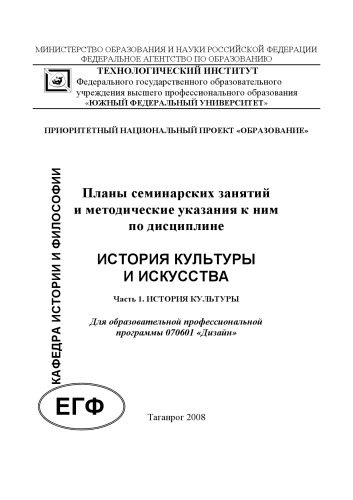 МИНИСТЕРСТВО ОБРАЗОВАНИЯ И НАУКИ РОССИЙСКОЙ ФЕДЕРАЦИИ
ФЕДЕРАЛЬНОЕ АГЕНТСТВО ПО ОБРАЗОВАНИЮ
ТЕХНОЛОГИЧЕСКИЙ ИНСТИТУТ
Федерального государственного образовательного
учреждения высшего профессионального образования
«ЮЖНЫЙ ФЕДЕРАЛЬНЫЙ УНИВЕРСИТЕТ»
ПРИОРИТЕТНЫЙ НАЦИОНАЛЬНЫЙ ПРОЕКТ «ОБРАЗОВАНИЕ»
КАФЕДРА ИСТОРИИ И ФИЛОСОФИИ
Планы семинарских занятий
и методические указания к ним
по дисциплине
ИСТОРИЯ КУЛЬТУРЫ
И ИСКУССТВА
Часть 1. ИСТОРИЯ КУЛЬТУРЫ
Для образовательной профессиональной
программы 070601 «Дизайн»
ЕГФ
Таганрог 2008